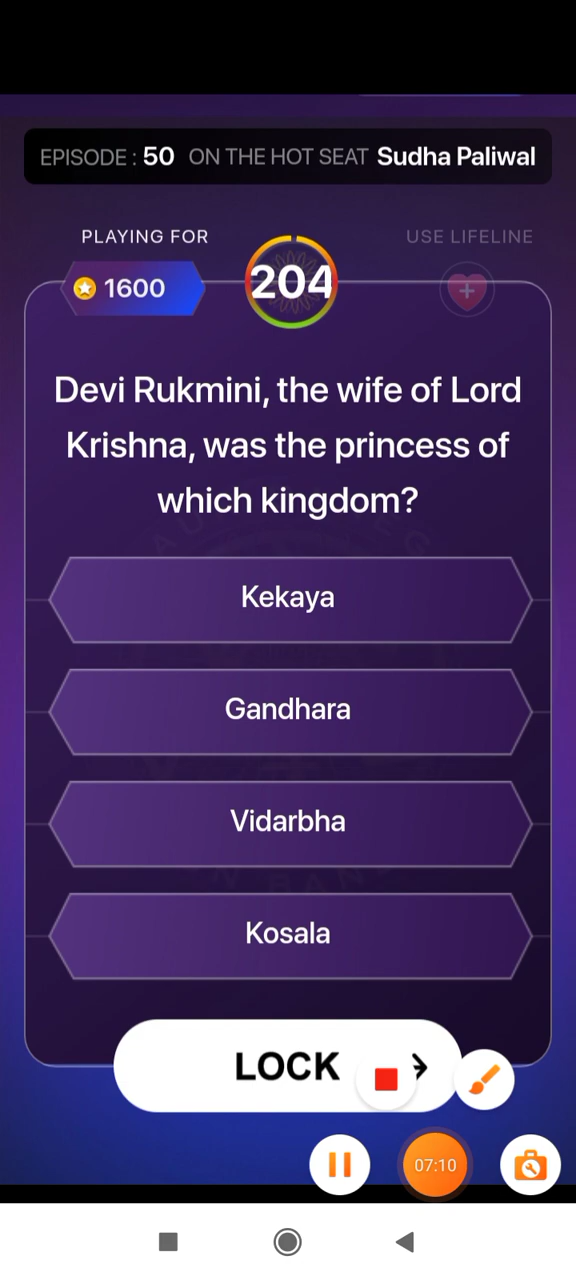 EPISODE : 50 ON THE HOT SEAT Sudha Paliwal
PLAYING FOR
USE LIFELINE
1600
204
Devi Rukmini, the wife of Lord
Krishna, was the princess of
which kingdom?
Kekaya
Gandhara
Vidarbha
Kosala
LOCK
07:10